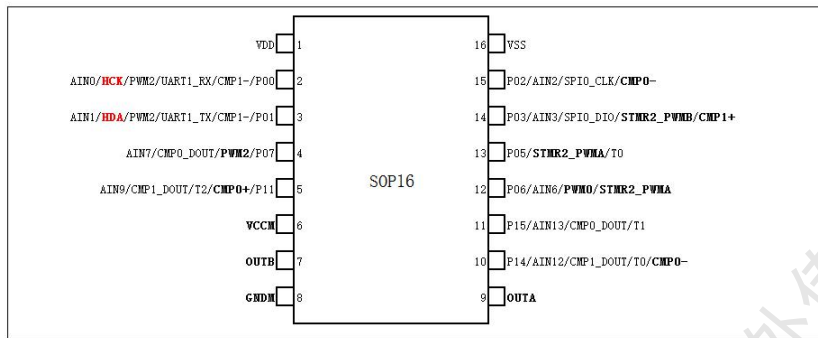 VDD 1 16 VSS
AIN0/HCK/PWM2/UART1_RX/CMP1-/P00 2 15 P02/AIN2/SPI0_CLK/CMP0-
AIN1/HDA/PWM2/UART1_TX/CMP1-/P01 3 14 P03/AIN3/SPI0_DIO/STMR2_PWMB/CMP1+
AIN7/CMP0_DOUT/PWM2/P07 4 13 P05/STMR2_PWMA/T0
SOP16
AIN9/CMP1_DOUT/T2/CMP0+/P11 5 12 P06/AIN6/PWM0/STMR2_PWMA
VCCM 6 11 P15/AIN13/CMP0_DOUT/T1
OUTB 7 10 P14/AIN12/CMP1_DOUT/T0/CMP0-
GNDM 8 9 OUTA
外